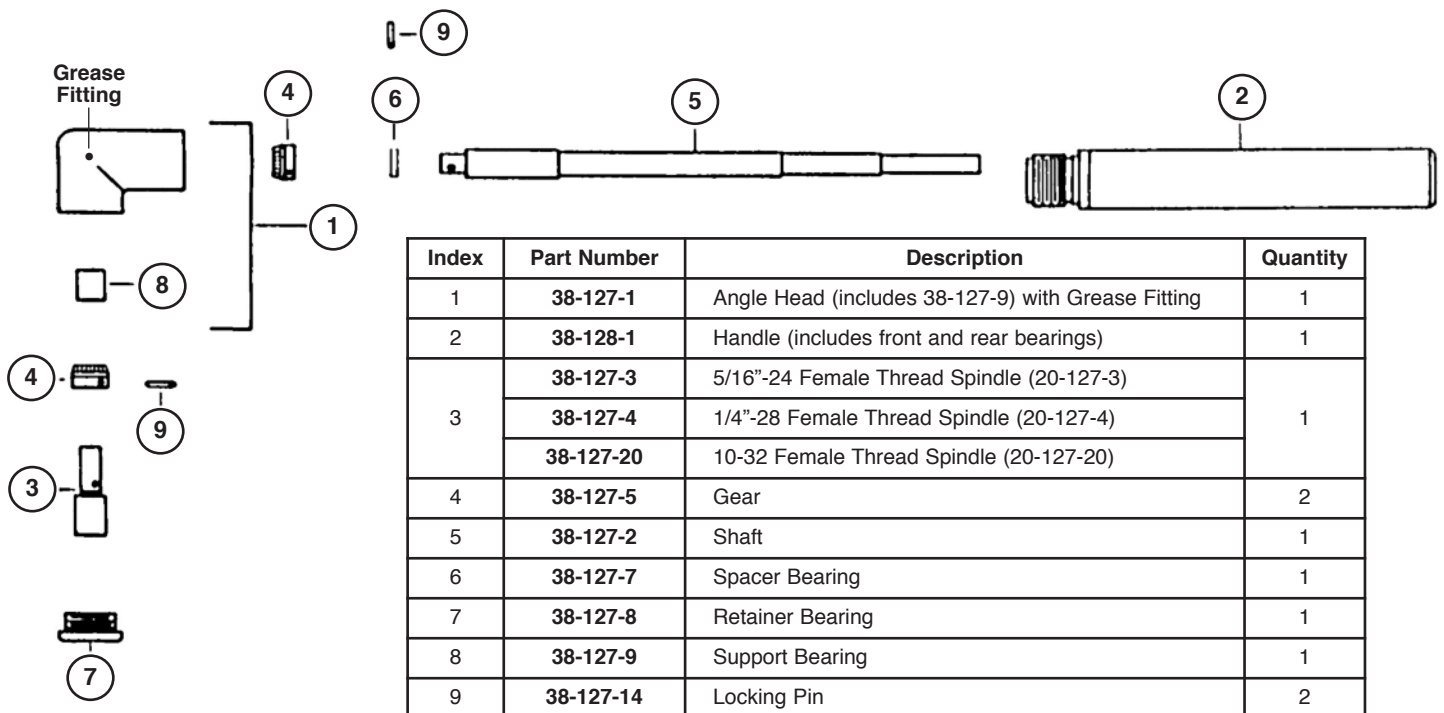 9
Grease
Fitting
4
6
5
2
1
8
4
9
3
7
Index Part Number Description Quantity
1 38-127-1 Angle Head (includes 38-127-9) with Grease Fitting 1
2 38-128-1 Handle (includes front and rear bearings) 1
38-127-3 5/16”-24 Female Thread Spindle (20-127-3)
3 38-127-4 1/4”-28 Female Thread Spindle (20-127-4) 1
38-127-20 10-32 Female Thread Spindle (20-127-20)
4 38-127-5 Gear 2
5 38-127-2 Shaft 1
6 38-127-7 Spacer Bearing 1
7 38-127-8 Retainer Bearing 1
8 38-127-9 Support Bearing 1
9 38-127-14 Locking Pin 2